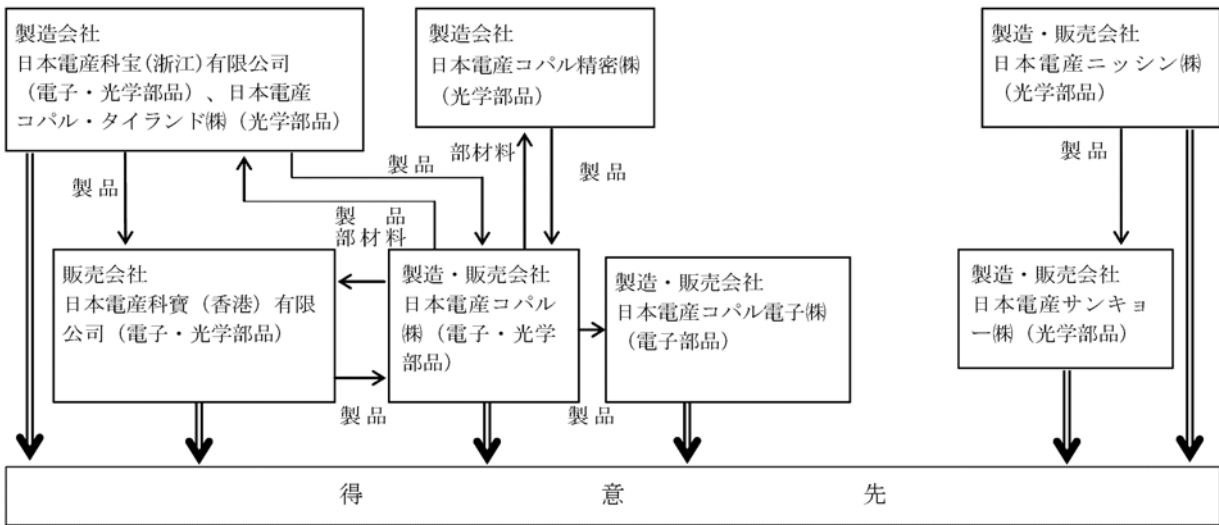 製造会社
日本電産科宝(浙江)有限公司
(電子・光学部品)、日本電産
コパル・タイランド㈱(光学部品)
製造会社
日本電産コパル精密㈱
(光学部品)
製造・販売会社
日本電産ニッシン㈱
(光学部品)
製品
製品
部材料
製品
製品
製品
部材料
販売会社
日本電産科寶(香港)有限
公司(電子・光学部品)
製造・販売会社
日本電産コパル
㈱(電子・光学
部品)
製造・販売会社
日本電産コパル電子㈱
(電子部品)
製造・販売会社
日本電産サンキョ
ー㈱(光学部品)
製品
製品
得意先